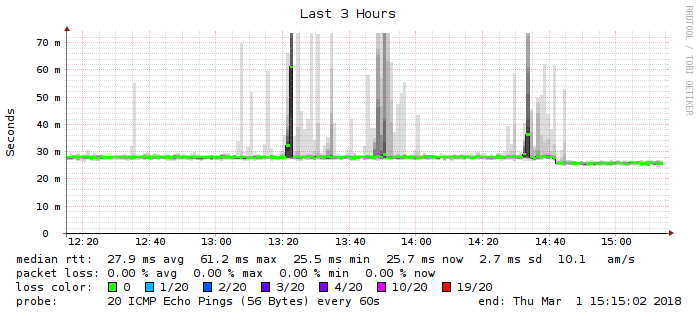 Last 3 Hours
RRDTOOL / TOBI OETIKER
Seconds
70 m
60 m
50 m
40 m
30 m
20 m
10 m
0
12:20 12:40 13:00 13:20 13:40 14:00 14:20 14:40 15:00
median rtt: 27.9 ms avg 61.2 ms max 25.5 ms min 25.7 ms now 2.7 ms sd 10.1 am/s
packet loss: 0.00 % avg 0.00 % max 0.00 % min 0.00 % now
loss color: 0 1/20 2/20 3/20 4/20 10/20 19/20
probe: 20 ICMP Echo Pings (56 Bytes) every 60s end: Thu Mar 1 15:15:02 2018